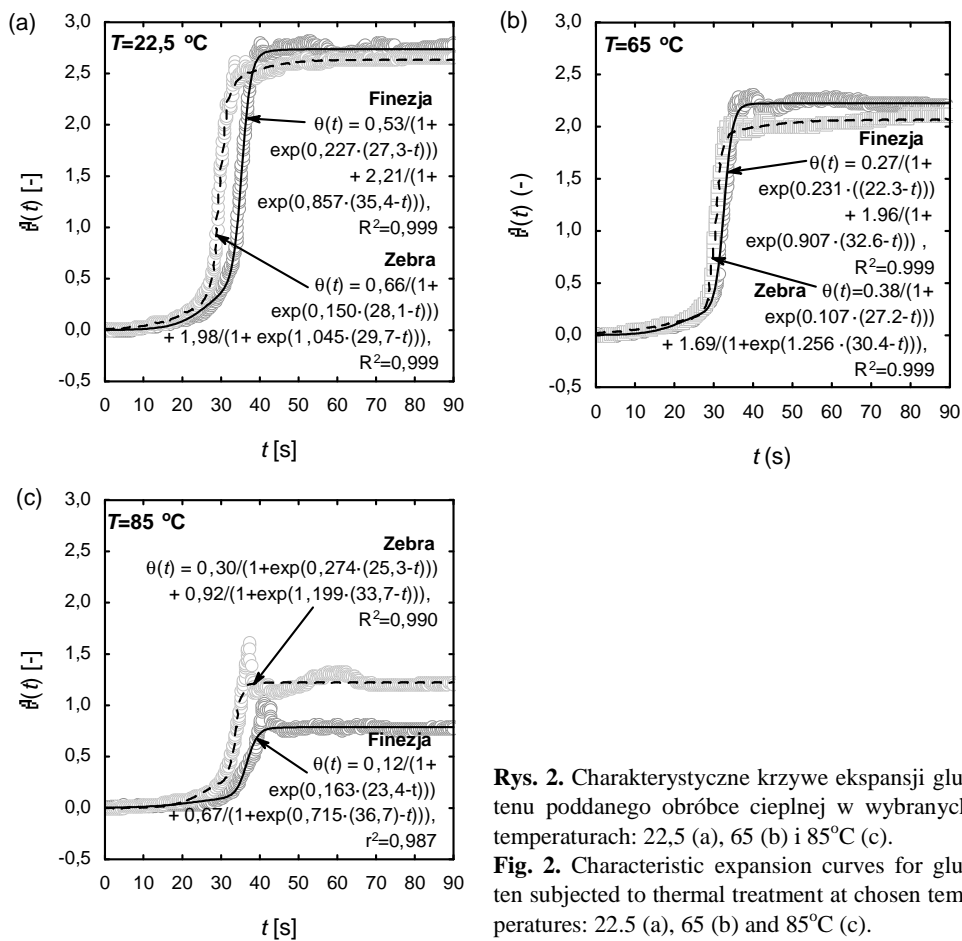 (a)
3,0
2,5
2,0
1,5
1,0
0,5
0,0
-0,5
θ(t) [-]
T=22,5 °C
Finezja
θ(t) = 0,53/(1+
exp(0,227·(27,3-t)))
+ 2,21/(1+
exp(0,857·(35,4-t))),
R²=0,999
Zebra
θ(t) = 0,66/(1+
exp(0,150·(28,1-t)))
+ 1,98/(1+ exp(1,045·(29,7-t))),
R²=0,999
0 10 20 30 40 50 60 70 80 90
t [s]
(b)
3,0
2,5
2,0
1,5
1,0
0,5
0,0
-0,5
θ(t) (-)
T=65 °C
Finezja
θ(t) = 0.27/(1+
exp(0.231·((22.3-t)))
+ 1.96/(1+
exp(0.907·(32.6-t))) ,
R²=0.999
Zebra θ(t)=0.38/(1+
exp(0.107·(27.2-t)))
+ 1.69/(1+exp(1.256·(30.4-t))),
R²=0.999
0 10 20 30 40 50 60 70 80 90
t (s)
(c)
3,0
2,5
2,0
1,5
1,0
0,5
0,0
-0,5
θ(t) [-]
T=85 °C
Zebra
θ(t) = 0,30/(1+exp(0,274·(25,3-t)))
+ 0,92/(1+exp(1,199·(33,7-t))),
R²=0,990
Finezja
θ(t) = 0,12/(1+
exp(0,163·(23,4-t)))
+0,67/(1+exp(0,715·(36,7)-t))),
r²=0,987
0 10 20 30 40 50 60 70 80 90
t [s]
Rys. 2. Charakterystyczne krzywe ekspansji glu-
tenu poddanego obróbce cieplnej w wybranych
temperaturach: 22,5 (a), 65 (b) i 85°C (c).
Fig. 2. Characteristic expansion curves for glu-
ten subjected to thermal treatment at chosen tem-
peratures: 22.5 (a), 65 (b) and 85°C (c).